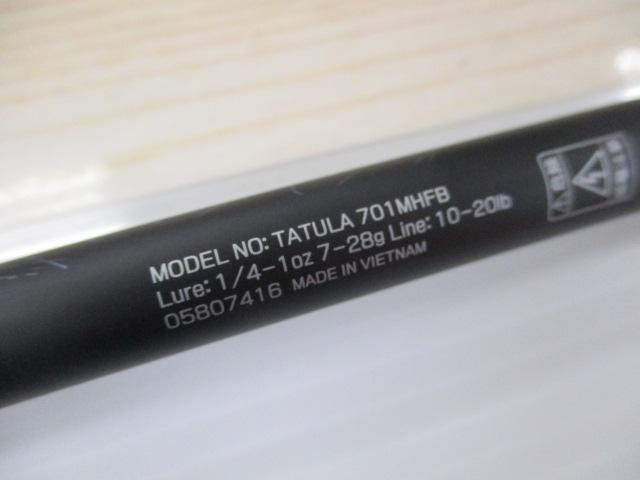 MODEL NO: TATULA 701MHFB
Lure: 1/4-1oz 7-28g Line: 10-20lb
05807416 MADE IN VIETNAM